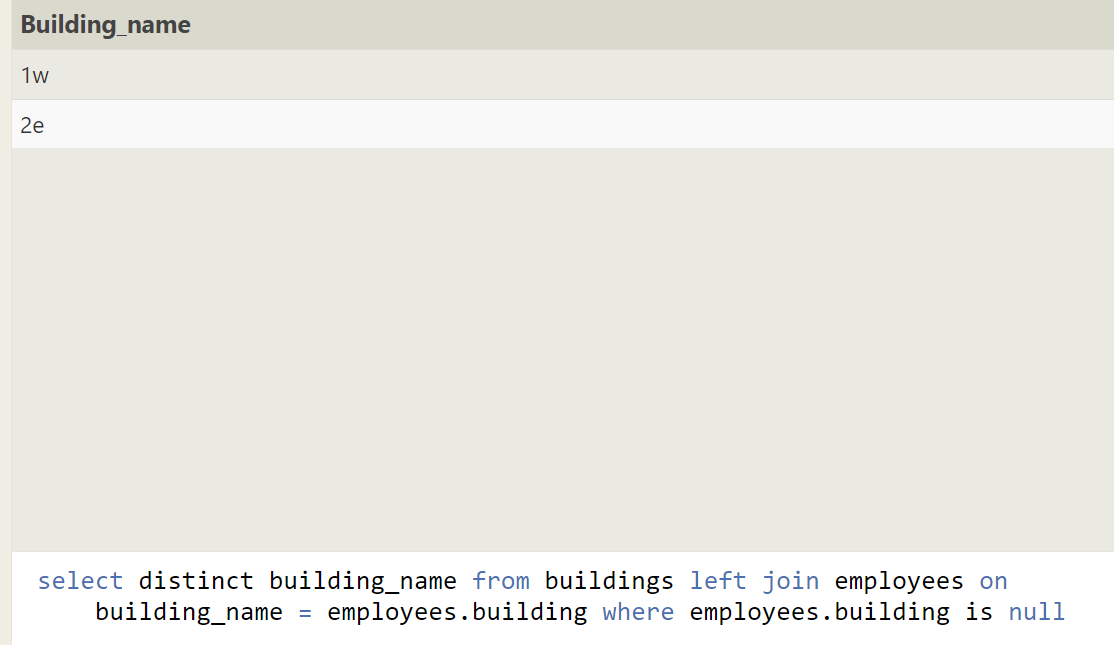 Building_name
1w
2e
select distinct building_name from buildings left join employees on
building_name = employees.building where employees.building is null